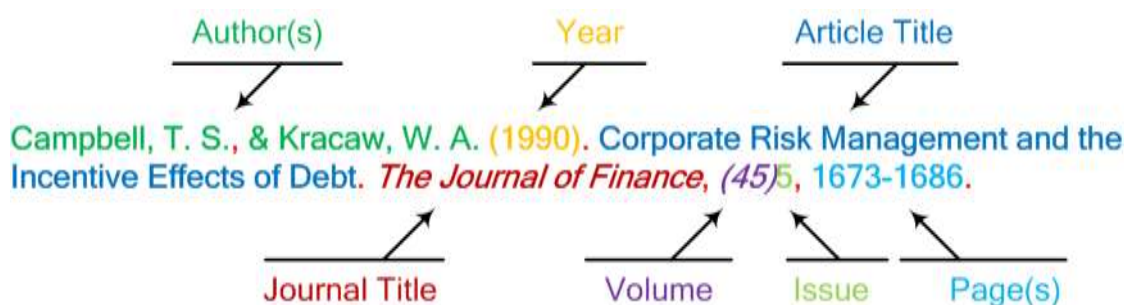 Author(s) Year Article Title
Campbell, T. S., & Kracaw, W. A. (1990). Corporate Risk Management and the
Incentive Effects of Debt. The Journal of Finance, (45)5, 1673-1686.
Journal Title Volume Issue Page(s)